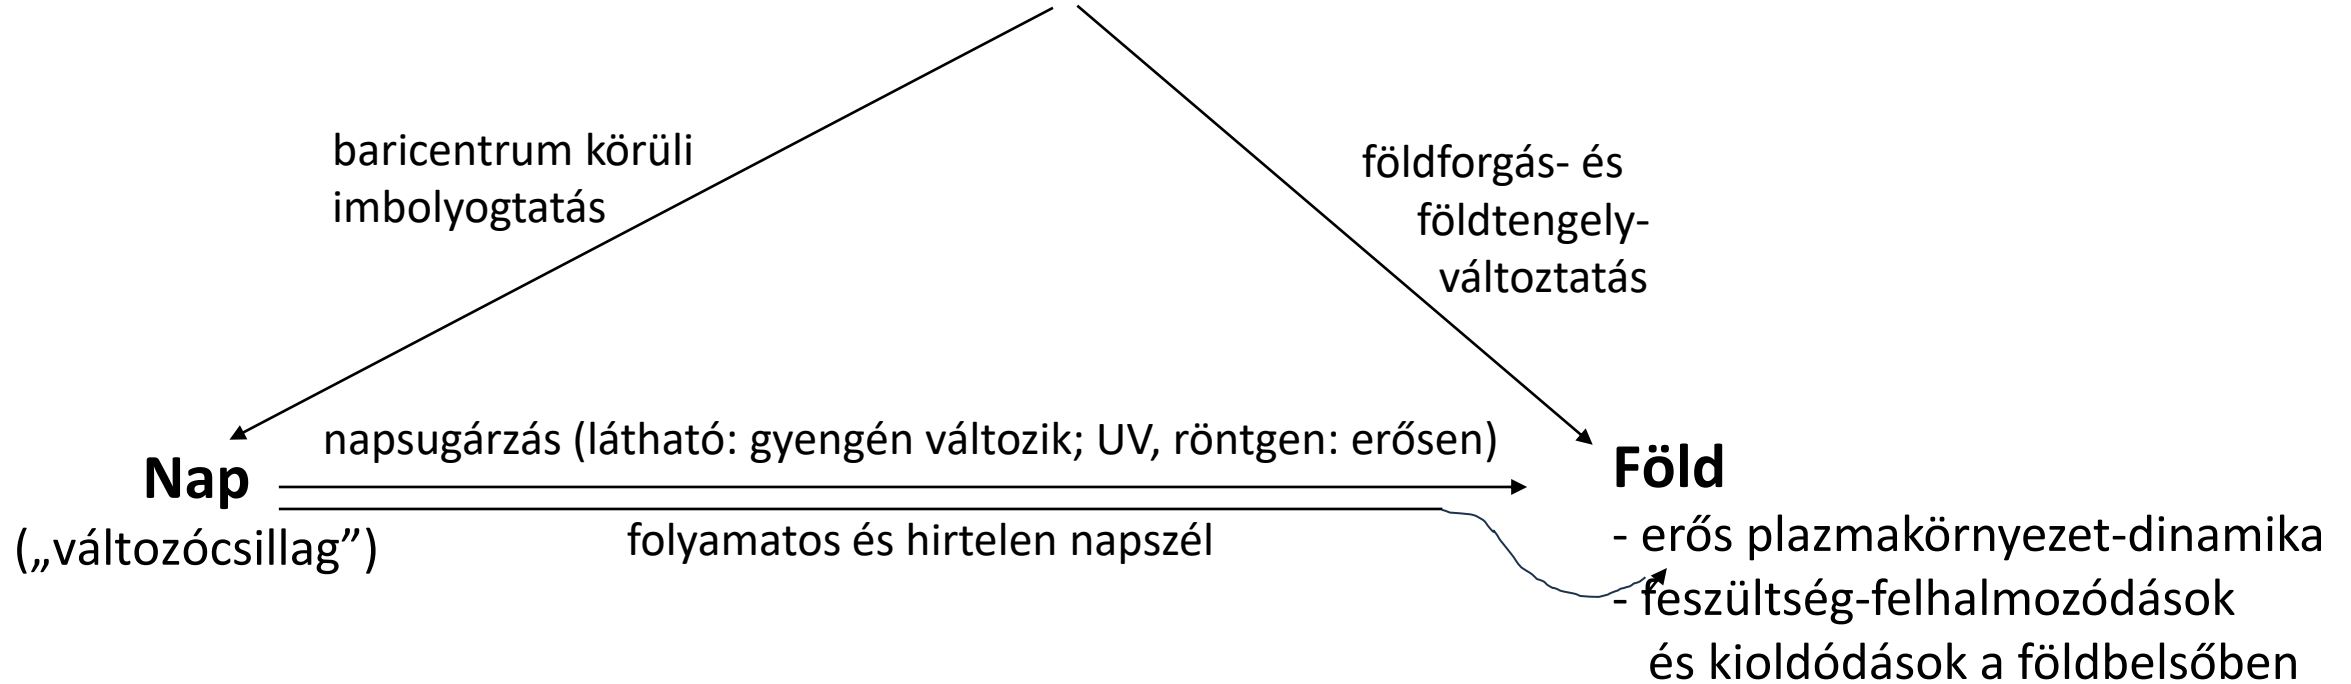 baricentrum körüli
imbolyogtatás
földforgás- és
földtengely-
változtatás
napsugárzás (látható: gyengén változik; UV, röntgen: erősen)
Nap
(„változócsillag”)
folyamatos és hirtelen napszél
Föld
- erős plazmakörnyezet-dinamika
- feszültség-felhalmozódások
és kioldódások a földbelsőben